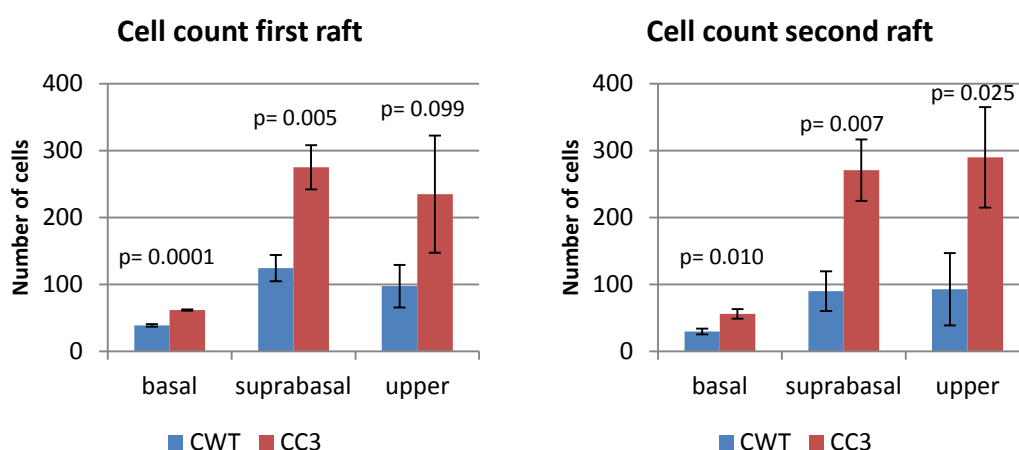 Cell count first raft
Number of cells
400
300
200
100
0
p= 0.0001
p= 0.005
p= 0.099
basal suprabasal upper
CWT CC3
Cell count second raft
Number of cells
400
300
200
100
0
p= 0.010
p= 0.007
p= 0.025
basal suprabasal upper
CWT CC3